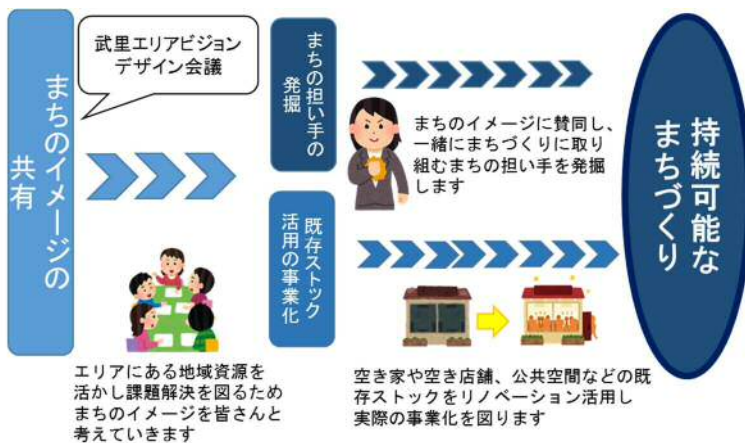 まちのイメージの
共有
武里エリアビジョン
デザイン会議
エリアにある地域資源を
活かし課題解決を図るため
まちのイメージを皆さんと
考えていきます
まちの担い手の
発掘
まちのイメージに賛同し、
一緒にまちづくりに取り
組むまちの担い手を発掘
します
既存ストック
活用の事業化
空き家や空き店舗、公共空間などの既
存ストックをリノベーション活用し
実際の事業化を図ります
持続可能な
まちづくり